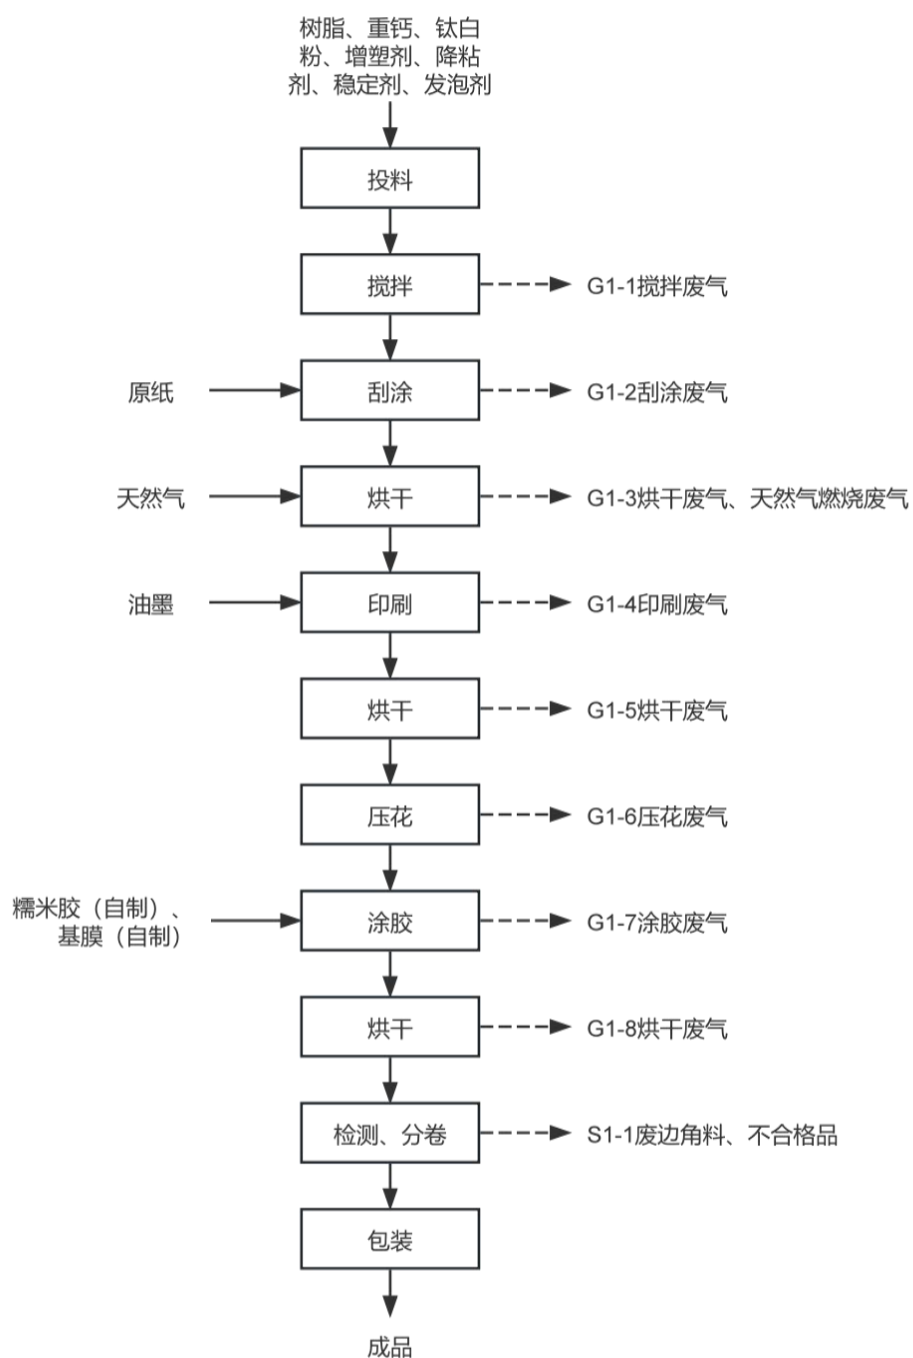 树脂、重钙、钛白
粉、增塑剂、降粘
剂、稳定剂、发泡剂
投料
搅拌
G1-1搅拌废气
原纸
刮涂
G1-2刮涂废气
天然气
烘干
G1-3烘干废气、天然气燃烧废气
油墨
印刷
G1-4印刷废气
烘干
G1-5烘干废气
压花
G1-6压花废气
糯米胶（自制）、
基膜（自制）
涂胶
G1-7涂胶废气
烘干
G1-8烘干废气
检测、分卷
S1-1废边角料、不合格品
包装
成品